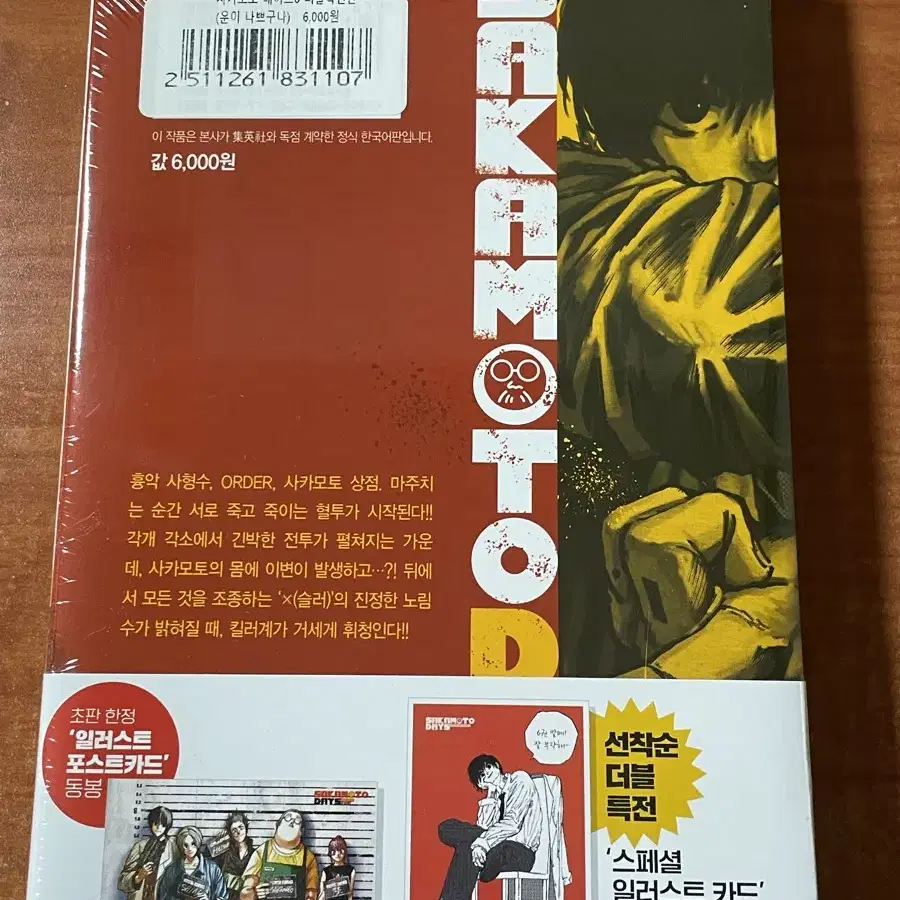 (운이 나쁘구나) 6,000원
2 511261 831107
이 작품은 본사가 集英社와 독점 계약한 정식 한국어판입니다.
값 6,000원
SAKAMOTO D
흉악 사형수, ORDER, 사카모토 상점. 마주치
는 순간 서로 죽고 죽이는 혈투가 시작된다!!
각개 각소에서 긴박한 전투가 펼쳐지는 가운
데, 사카모토의 몸에 이변이 발생하고…?! 뒤에
서 모든 것을 조종하는 ‘×(슬러)’의 진정한 노림
수가 밝혀질 때, 킬러계가 거세게 휘청인다!!
초판 한정
‘일러스트
포스트카드’
동봉
SAKAMOTO
DAYS
SAKAMOTO
DAYS
선착순
더블
특전
‘스페셜
일러스트 카드’